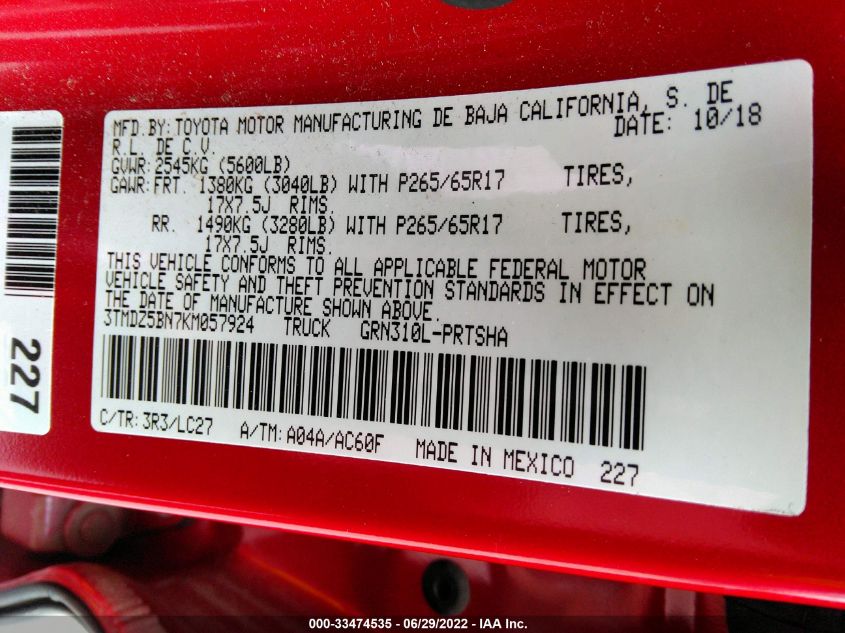 MFD.BY: TOYOTA MOTOR MANUFACTURING DE BAJA CALIFORNIA, S. DE
R.L. DE C.V. DATE: 10/18
GVWR: 2545KG (5600LB)
GAWR: FRT. 1380KG (3040LB) WITH P265/65R17 TIRES,
17X7.5J RIMS.
RR. 1490KG (3280LB) WITH P265/65R17 TIRES,
17X7.5J RIMS.
THIS VEHICLE CONFORMS TO ALL APPLICABLE FEDERAL MOTOR
VEHICLE SAFETY AND THEFT PREVENTION STANDARDS IN EFFECT ON
THE DATE OF MANUFACTURE SHOWN ABOVE.
3TMDZ5BN7KM057924 TRUCK GRN310L-PRTSHA
C/TR: 3R3/LC27 A/TM: A04A/AC60F MADE IN MEXICO 227
227
000-33474535 - 06/29/2022 - IAA Inc.